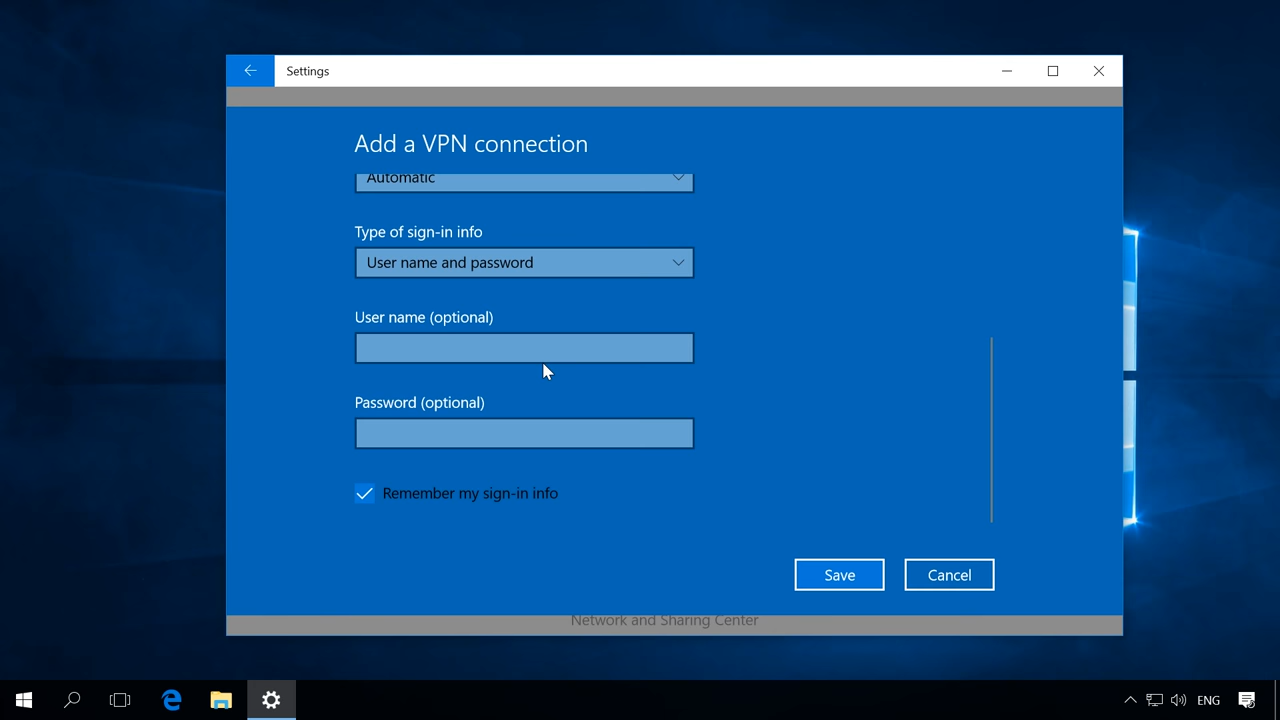 Settings
Add a VPN connection
Automatic
Type of sign-in info
User name and password
User name (optional)
Password (optional)
Remember my sign-in info
Save Cancel
Network and Sharing Center
ENG